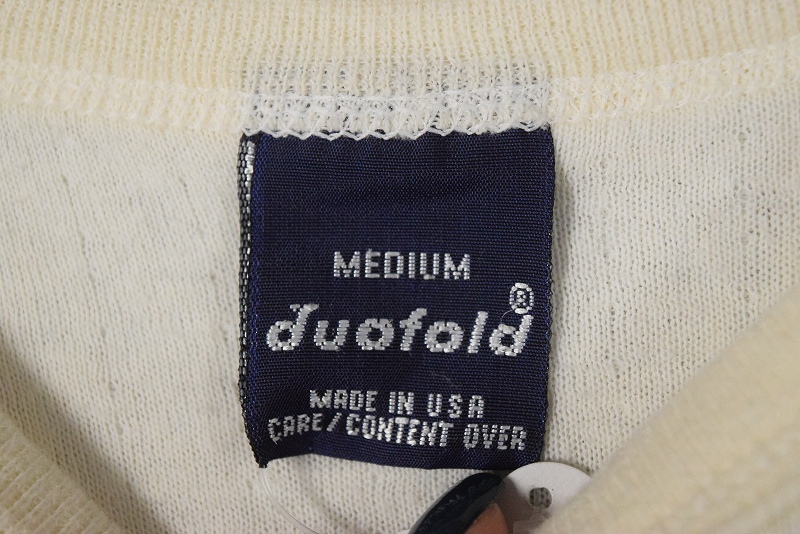 MEDIUM
duofold®
MADE IN USA
CARE/CONTENT OVER